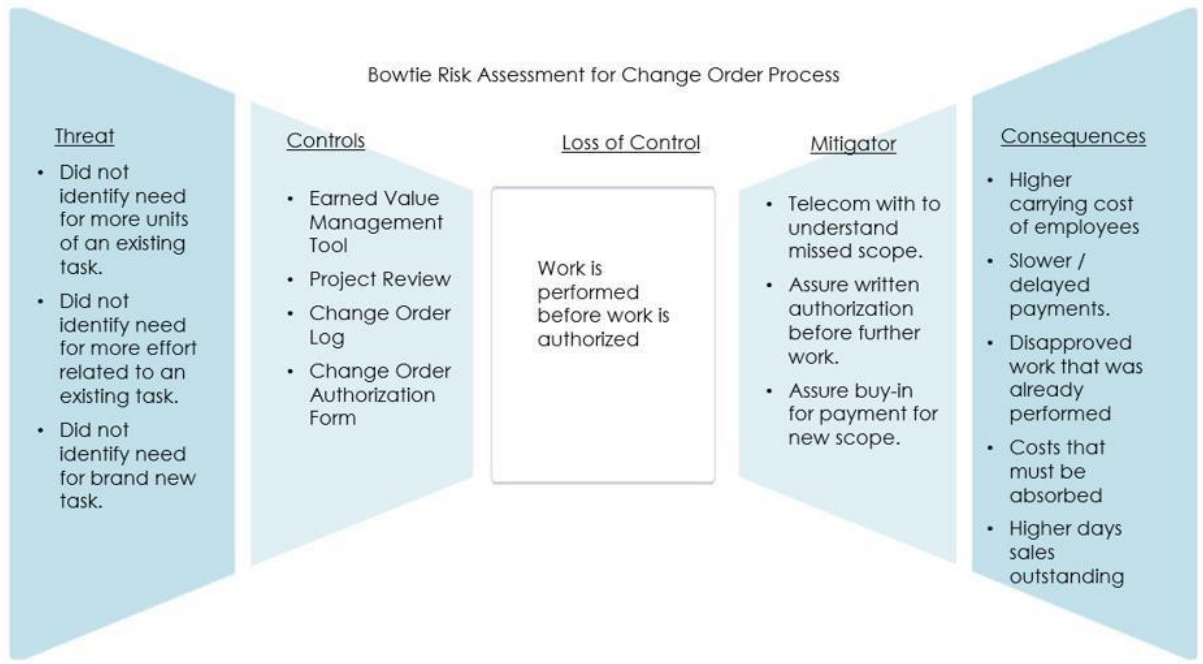 Bowtie Risk Assessment for Change Order Process
Threat
• Did not
identify need
for more units
of an existing
task.
• Did not
identify need
for more effort
related to an
existing task.
• Did not
identify need
for brand new
task.
Controls
• Earned Value
Management
Tool
• Project Review
• Change Order
Log
• Change Order
Authorization
Form
Loss of Control
Work is
performed
before work is
authorized
Mitigator
• Telecom with to
understand
missed scope.
• Assure written
authorization
before further
work.
• Assure buy-in
for payment for
new scope.
Consequences
• Higher
carrying cost
of employees
• Slower /
delayed
payments.
• Disapproved
work that was
already
performed
• Costs that
must be
absorbed
• Higher days
sales
outstanding